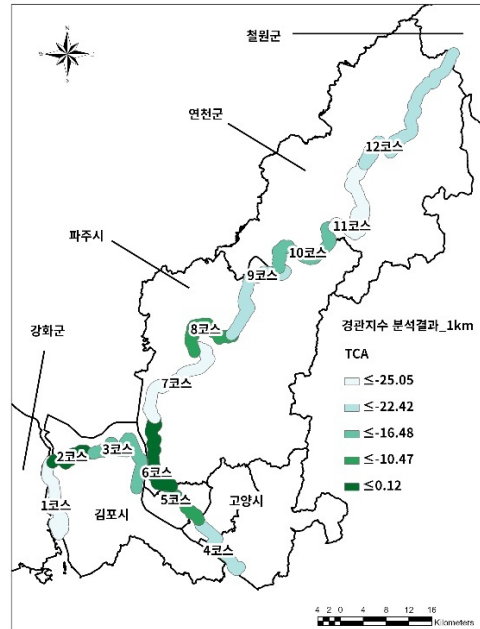 철원군
N
연천군
12코스
파주시
11코스
10코스
9코스
강화군
8코스
경관지수 분석결과_1km
TCA
7코스
≤-25.05
≤-22.42
≤-16.48
≤-10.47
≤0.12
3코스
2코스
6코스
5코스
고양시
1코스
김포시
4코스
4 2 0 4 8 12 16
Kilometers